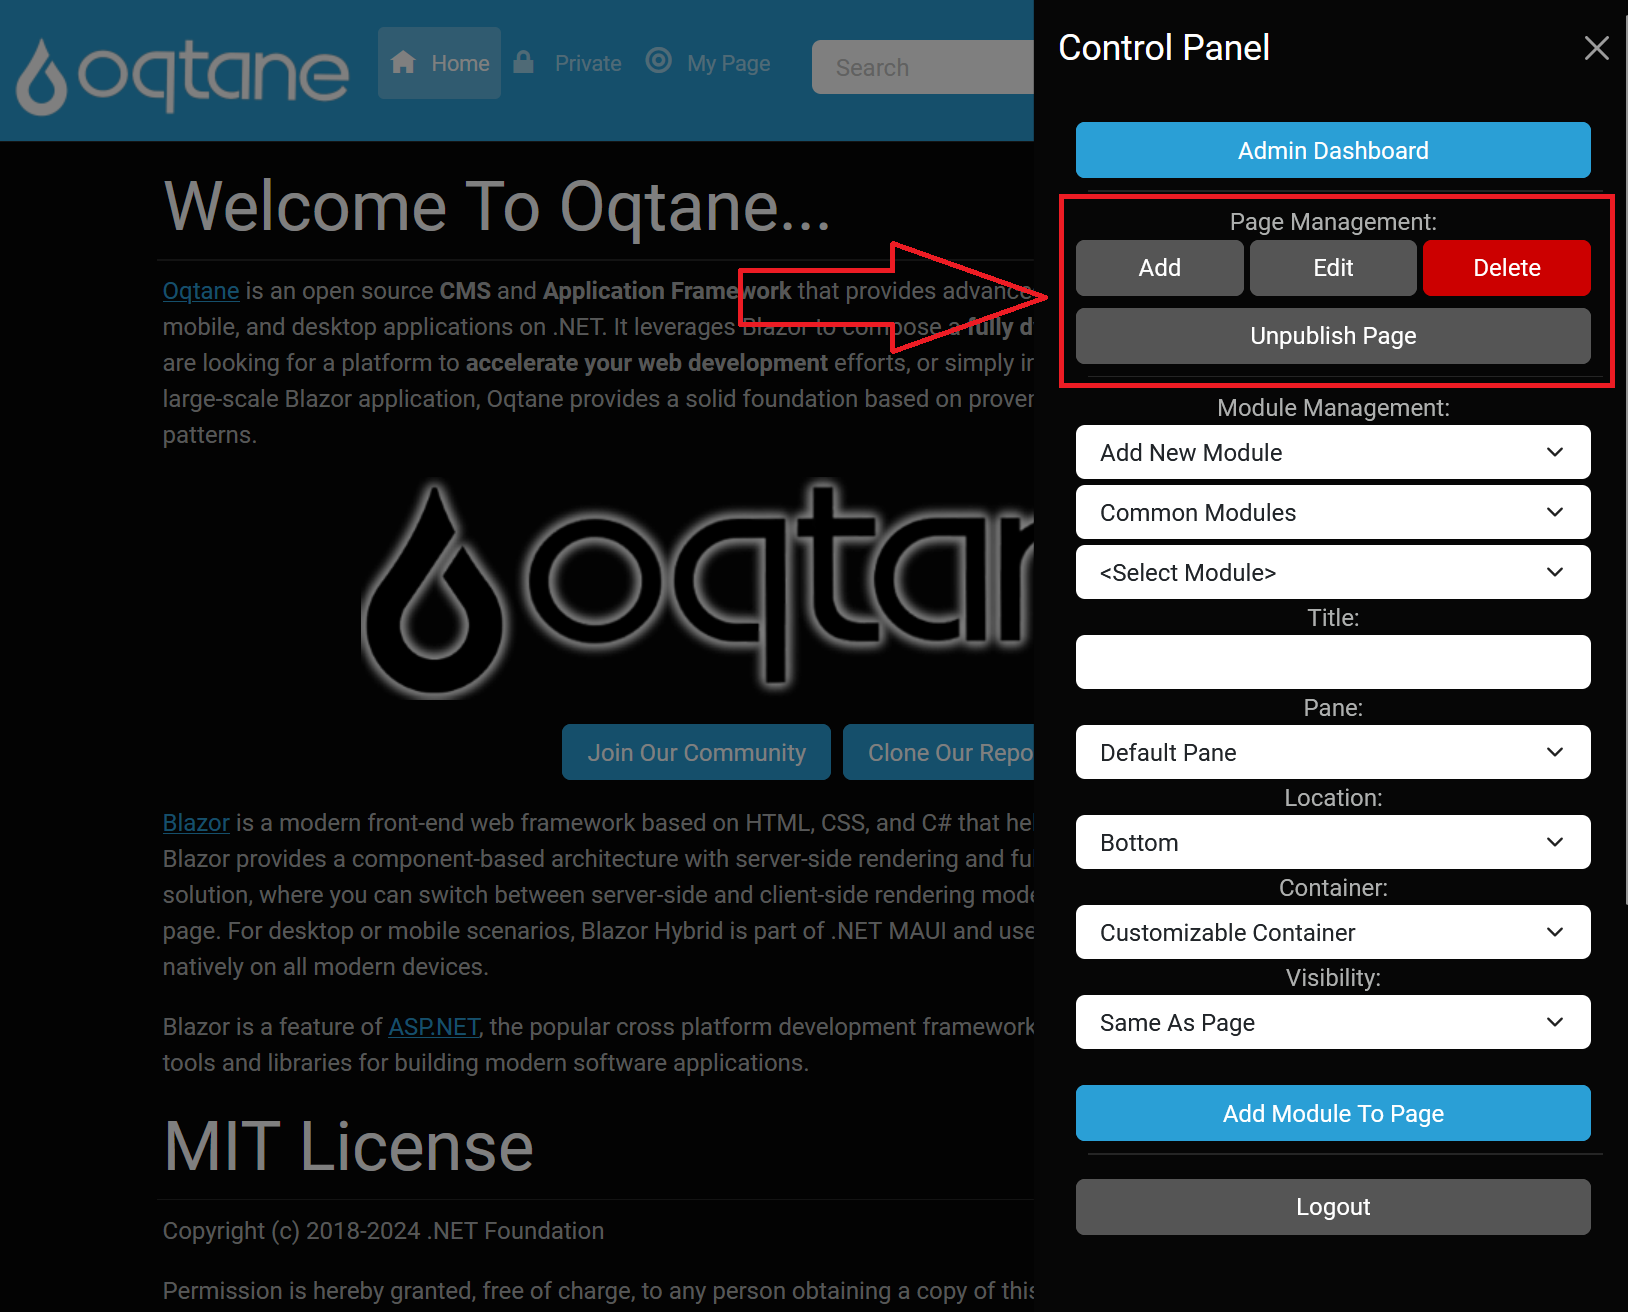 oqtane
Home
Private
My Page
Search
Welcome To Oqtane...
Oqtane is an open source CMS and Application Framework that provides advance
mobile, and desktop applications on .NET. It leverages Blazor to compose a fully d
are looking for a platform to accelerate your web development efforts, or simply in
large-scale Blazor application, Oqtane provides a solid foundation based on proven
patterns.
oqtan
Join Our Community
Clone Our Repo
Blazor is a modern front-end web framework based on HTML, CSS, and C# that hel
Blazor provides a component-based architecture with server-side rendering and ful
solution, where you can switch between server-side and client-side rendering mode
page. For desktop or mobile scenarios, Blazor Hybrid is part of .NET MAUI and use
natively on all modern devices.
Blazor is a feature of ASP.NET, the popular cross platform development framework
tools and libraries for building modern software applications.
MIT License
Copyright (c) 2018-2024 .NET Foundation
Permission is hereby granted, free of charge, to any person obtaining a copy of this
Control Panel
Admin Dashboard
Page Management:
Add
Edit
Delete
Unpublish Page
Module Management:
Add New Module
Common Modules
<Select Module>
Title:
Pane:
Default Pane
Location:
Bottom
Container:
Customizable Container
Visibility:
Same As Page
Add Module To Page
Logout